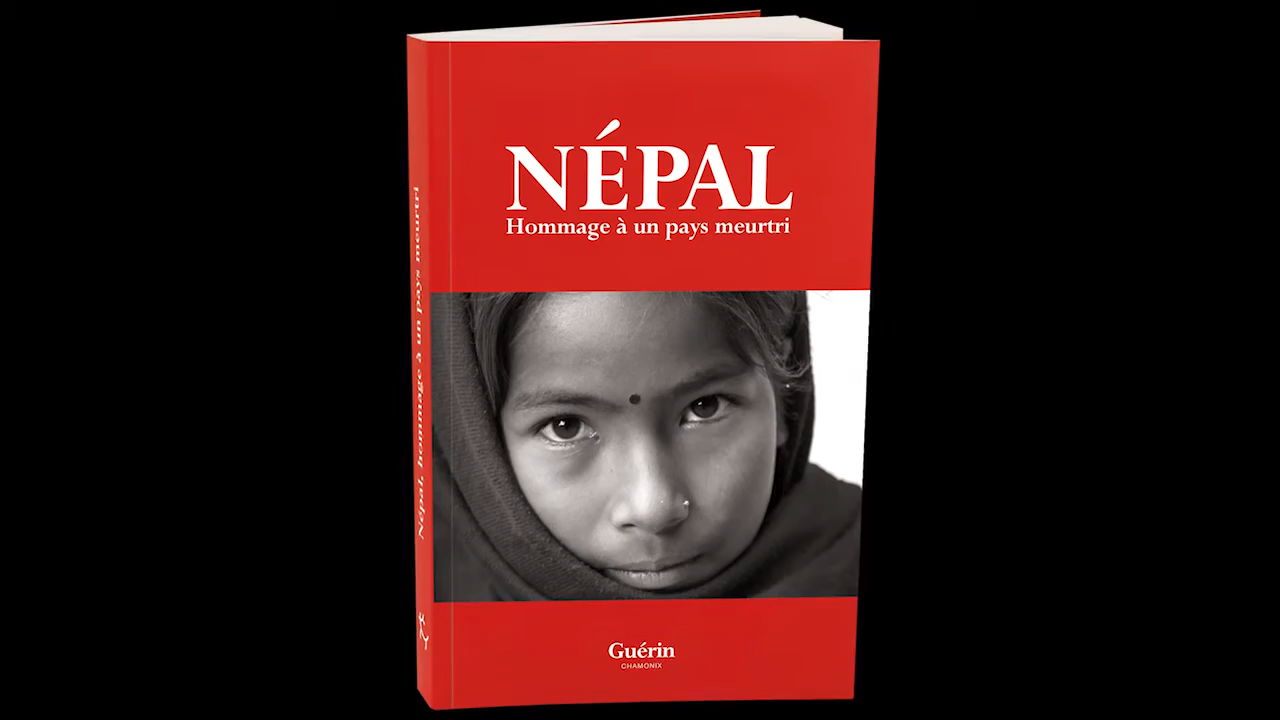 NÉPAL
Hommage à un pays meurtri
Guérin
CHAMONIX
Népal, hommage à un pays meurtri